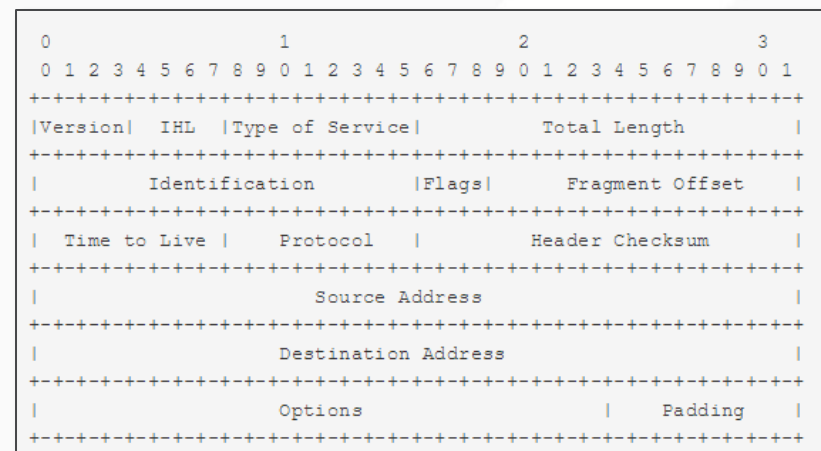 0                   1                   2                   3
 0 1 2 3 4 5 6 7 8 9 0 1 2 3 4 5 6 7 8 9 0 1 2 3 4 5 6 7 8 9 0 1
+-+-+-+-+-+-+-+-+-+-+-+-+-+-+-+-+-+-+-+-+-+-+-+-+-+-+-+-+-+-+-+-+
|Version|  IHL  |Type of Service|          Total Length         |
+-+-+-+-+-+-+-+-+-+-+-+-+-+-+-+-+-+-+-+-+-+-+-+-+-+-+-+-+-+-+-+-+
|         Identification        |Flags|      Fragment Offset    |
+-+-+-+-+-+-+-+-+-+-+-+-+-+-+-+-+-+-+-+-+-+-+-+-+-+-+-+-+-+-+-+-+
|  Time to Live |    Protocol   |         Header Checksum       |
+-+-+-+-+-+-+-+-+-+-+-+-+-+-+-+-+-+-+-+-+-+-+-+-+-+-+-+-+-+-+-+-+
|                       Source Address                          |
+-+-+-+-+-+-+-+-+-+-+-+-+-+-+-+-+-+-+-+-+-+-+-+-+-+-+-+-+-+-+-+-+
|                    Destination Address                        |
+-+-+-+-+-+-+-+-+-+-+-+-+-+-+-+-+-+-+-+-+-+-+-+-+-+-+-+-+-+-+-+-+
|                    Options                    |    Padding    |
+-+-+-+-+-+-+-+-+-+-+-+-+-+-+-+-+-+-+-+-+-+-+-+-+-+-+-+-+-+-+-+-+